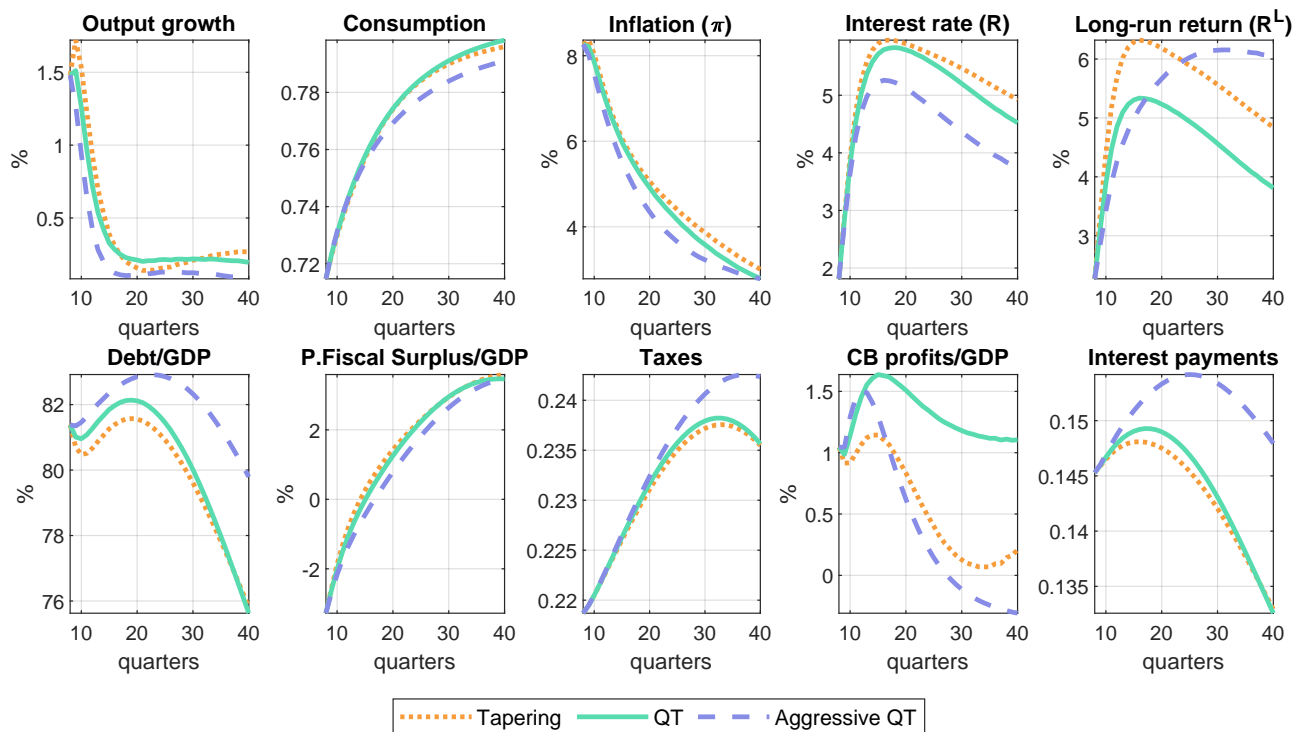 Output growth
Consumption
Inflation (π)
Interest rate (R)
Long-run return (R^L)
1.5
1
0.5
%
10 20 30 40
quarters
0.78
0.76
0.74
0.72
10 20 30 40
quarters
8
6
4
%
10 20 30 40
quarters
5
4
3
2
%
10 20 30 40
quarters
6
5
4
3
%
10 20 30 40
quarters
Debt/GDP
P.Fiscal Surplus/GDP
Taxes
CB profits/GDP
Interest payments
82
80
78
76
%
10 20 30 40
quarters
2
0
-2
%
10 20 30 40
quarters
0.24
0.235
0.23
0.225
0.22
10 20 30 40
quarters
1.5
1
0.5
0
%
10 20 30 40
quarters
0.15
0.145
0.14
0.135
10 20 30 40
quarters
Tapering QT Aggressive QT